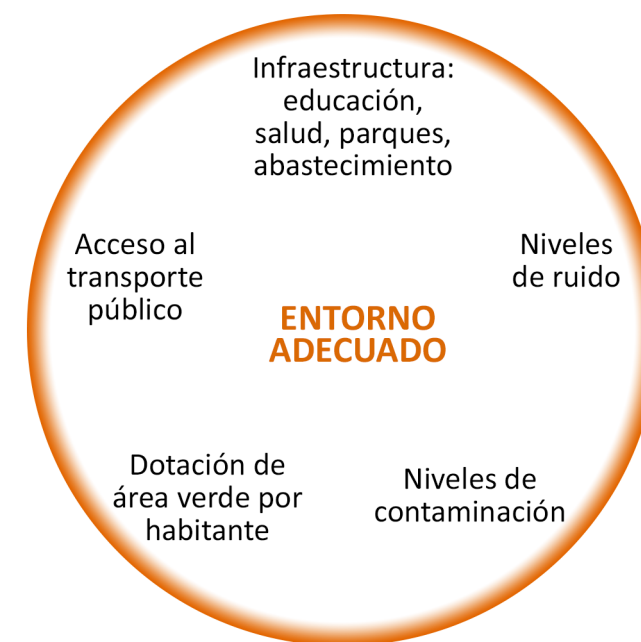 Infraestructura:
educación,
salud, parques,
abastecimiento
Acceso al
transporte
público
Niveles
de ruido
ENTORNO
ADECUADO
Dotación de
área verde por
habitante
Niveles de
contaminación